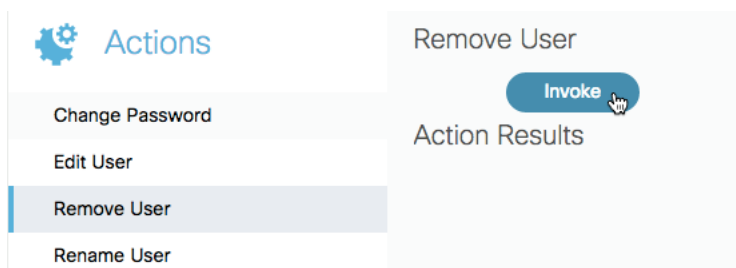 Actions
Change Password
Edit User
Remove User
Rename User
Remove User
Invoke
Action Results